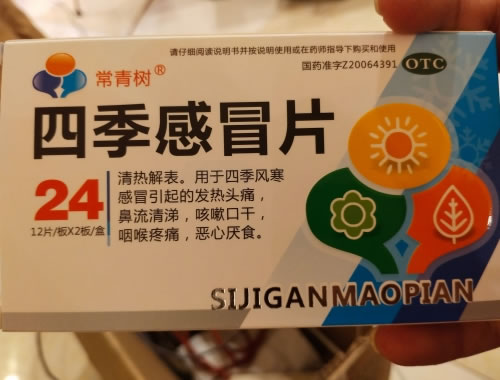 请仔细阅读说明书并按说明使用或在药师指导下购买和使用
国药准字Z20064391 OTC
常青树®
四季感冒片
24
12片/板X2板/盒
清热解表。用于四季风寒
感冒引起的发热头痛，
鼻流清涕，咳嗽口干，
咽喉疼痛，恶心厌食。
SIJIGANMAOPIAN